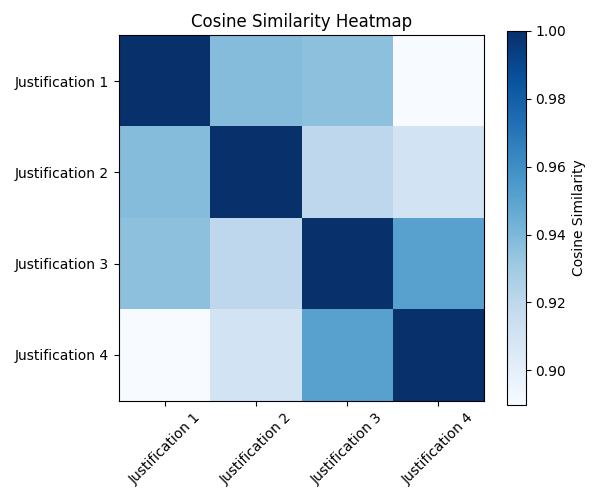 Cosine Similarity Heatmap
Justification 1
Justification 2
Justification 3
Justification 4
Justification 1
Justification 2
Justification 3
Justification 4
1.00
0.98
0.96
0.94
0.92
0.90
Cosine Similarity